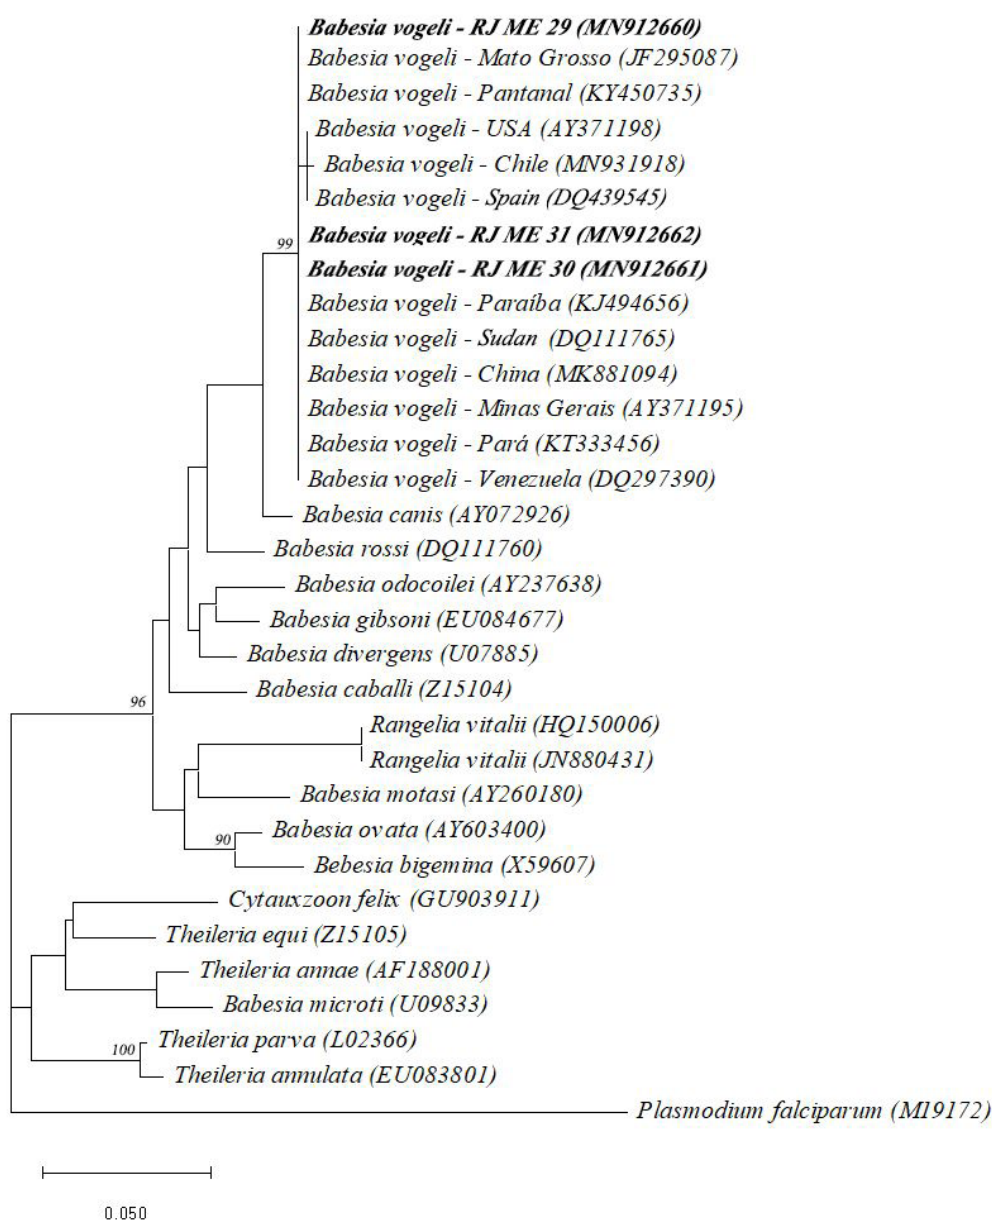 Babesia vogeli - RJ ME 29 (MN912660)
Babesia vogeli - Mato Grosso (JF295087)
Babesia vogeli - Pantanal (KY450735)
Babesia vogeli - USA (AY371198)
Babesia vogeli - Chile (MN931918)
Babesia vogeli - Spain (DQ439545)
Babesia vogeli - RJ ME 31 (MN912662)
99
Babesia vogeli - RJ ME 30 (MN912661)
Babesia vogeli - Paraíba (KJ494656)
Babesia vogeli - Sudan (DQ111765)
Babesia vogeli - China (MK881094)
Babesia vogeli - Minas Gerais (AY371195)
Babesia vogeli - Pará (KT333456)
Babesia vogeli - Venezuela (DQ297390)
Babesia canis (AY072926)
Babesia rossi (DQ111760)
Babesia odocoilei (AY237638)
Babesia gibsoni (EU084677)
Babesia divergens (U07885)
Babesia caballi (Z15104)
96
Rangelia vitalii (HQ150006)
Rangelia vitalii (JN880431)
Babesia motasi (AY260180)
Babesia ovata (AY603400)
90
Bebesia bigemina (X59607)
Cytauxzoon felix (GU903911)
Theileria equi (Z15105)
Theileria annae (AF188001)
Babesia microti (U09833)
Theileria parva (L02366)
100
Theileria annulata (EU083801)
Plasmodium falciparum (M19172)
0.050